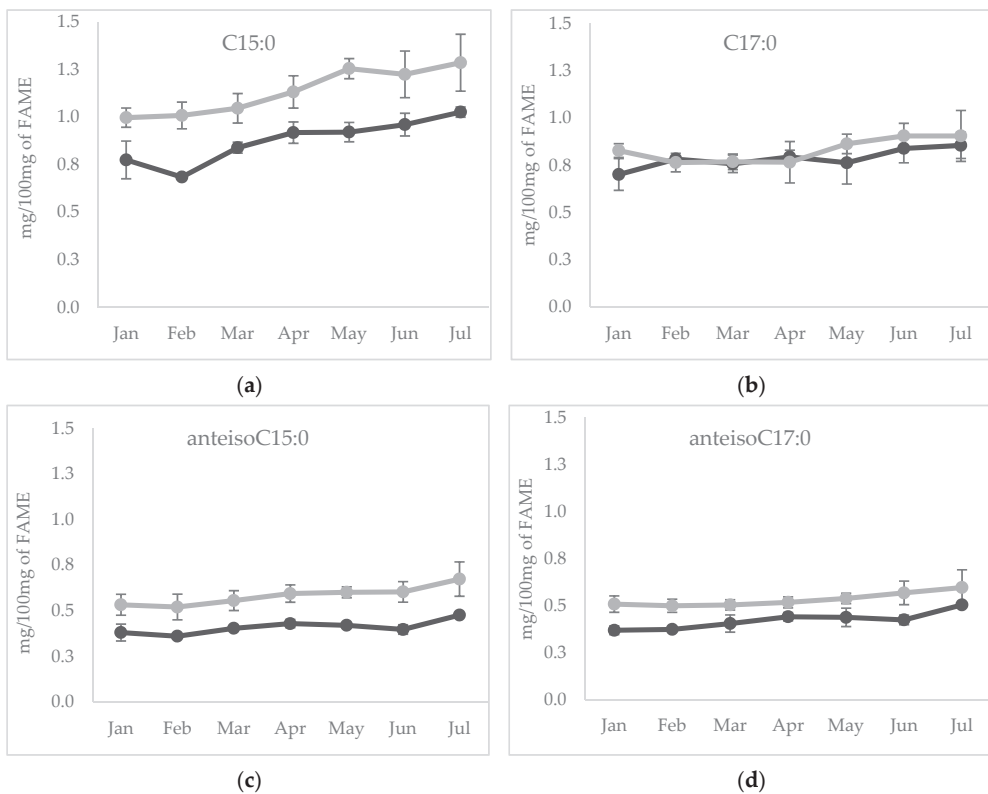 C15:0
mg/100mg of FAME
1.5
1.3
1.0
0.8
0.5
0.3
0.0
Jan Feb Mar Apr May Jun Jul
(a)
C17:0
mg/100mg of FAME
1.5
1.3
1.0
0.8
0.5
0.3
0.0
Jan Feb Mar Apr May Jun Jul
(b)
anteisoC15:0
mg/100mg of FAME
1.5
1.3
1.0
0.8
0.5
0.3
0.0
Jan Feb Mar Apr May Jun Jul
(c)
anteisoC17:0
mg/100mg of FAME
1.5
1.3
1.0
0.8
0.5
0.3
0.0
Jan Feb Mar Apr May Jun Jul
(d)